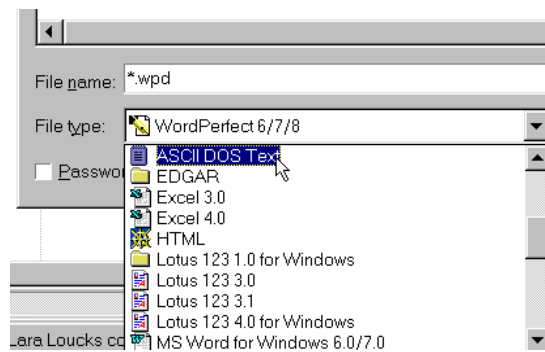 File name: *.wpd
File type: WordPerfect 6/7/8
ASCII DOS Text
Passwo
EDGAR
Excel 3.0
Excel 4.0
HTML
Lotus 123 1.0 for Windows
Lotus 123 3.0
Lotus 123 3.1
Lotus 123 4.0 for Windows
Lara Loucks co
MS Word for Windows 6.0/7.0